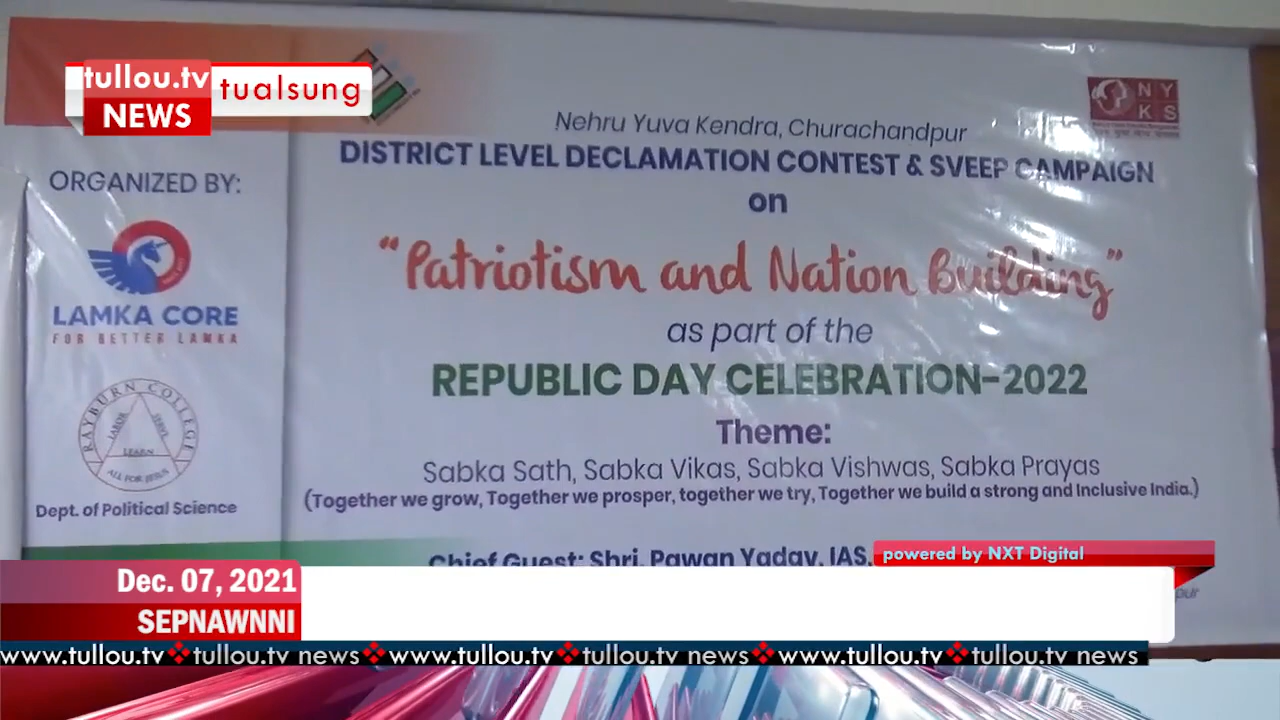 tullou.tv
NEWS
tualsung
NYKS
Nehru Yuva Kendra, Churachandpur
DISTRICT LEVEL DECLAMATION CONTEST & SVEEP CAMPAIGN
on
"Patriotism and Nation Building"
as part of the
REPUBLIC DAY CELEBRATION-2022
Theme:
Sabka Sath, Sabka Vikas, Sabka Vishwas, Sabka Prayas
(Together we grow, Together we prosper, together we try, Together we build a strong and Inclusive India.)
Chief Guest: Shri. Pawan Yadav, IAS,
ORGANIZED BY:
LAMKA CORE
FOR BETTER LAMKA
RAYBURN COLLEGE
LABOR
SERVE
LEARN
ALL FOR JESUS
Dept. of Political Science
powered by NXT Digital
Dec. 07, 2021
SEPNAWNNI
www.tullou.tv❖tullou.tv news❖www.tullou.tv❖tullou.tv news❖www.tullou.tv❖tullou.tv news